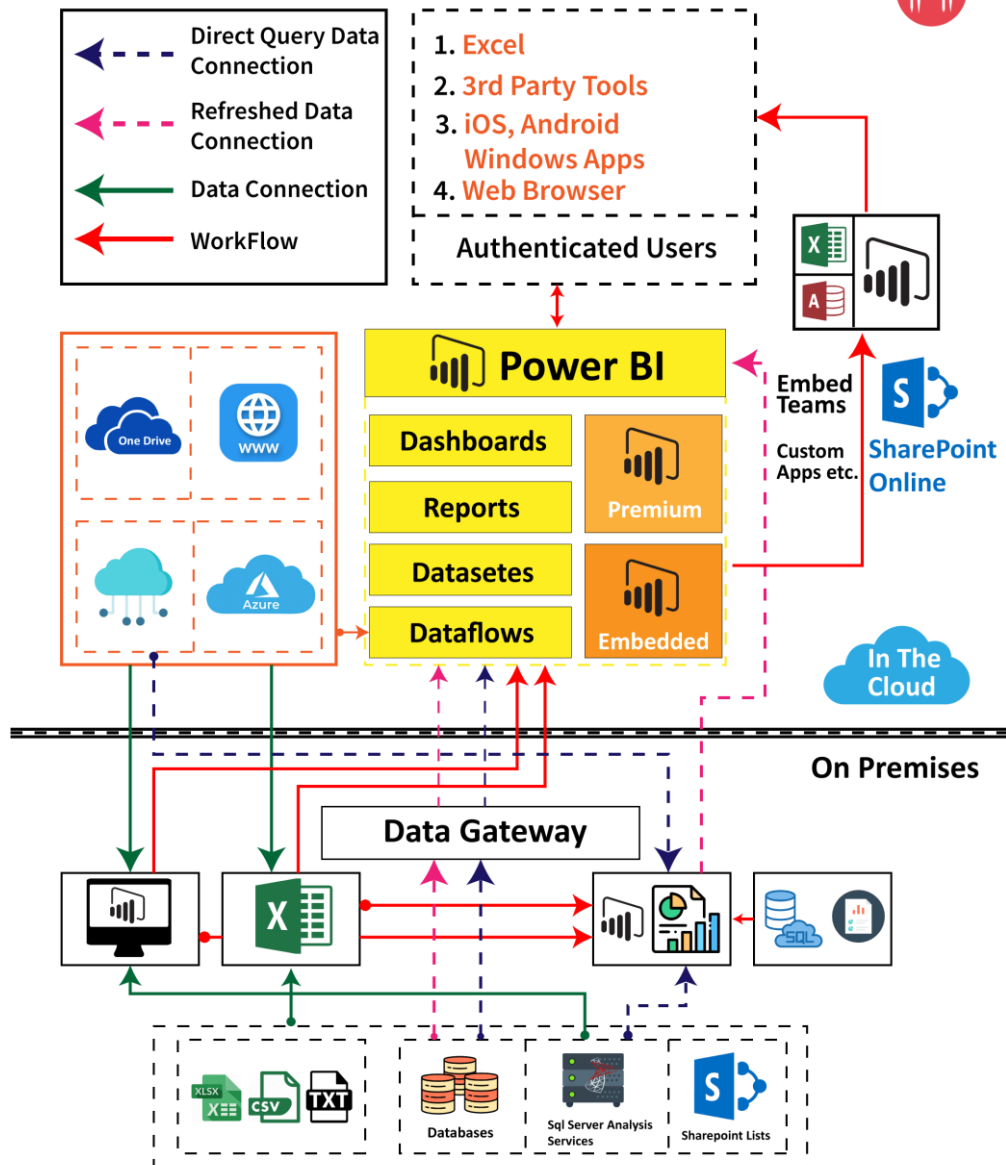 Direct Query Data
Connection
Refreshed Data
Connection
Data Connection
WorkFlow
1. Excel
2. 3rd Party Tools
3. iOS, Android
Windows Apps
4. Web Browser
Authenticated Users
X
A
Power BI
Embed
Teams
Custom
Apps etc.
S
SharePoint
Online
One Drive
www
Azure
Dashboards
Reports
Datasetes
Dataflows
Premium
Embedded
In The
Cloud
On Premises
Data Gateway
X
SQL
XLSX
X
CSV
TXT
Databases
Sql Server Analysis
Services
S
Sharepoint Lists